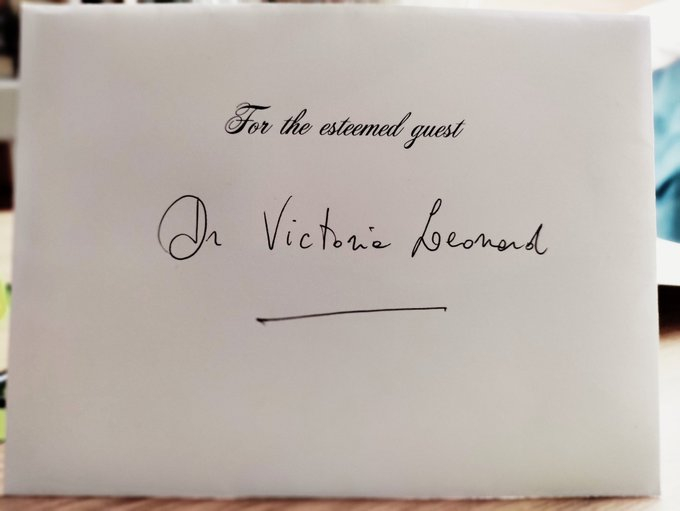 For the esteemed guest
Dr Victoria Leonard